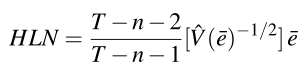 HLN = \frac{T - n - 2}{T - n - 1} [\hat{V}(\bar{e})^{-1/2}] \bar{e}